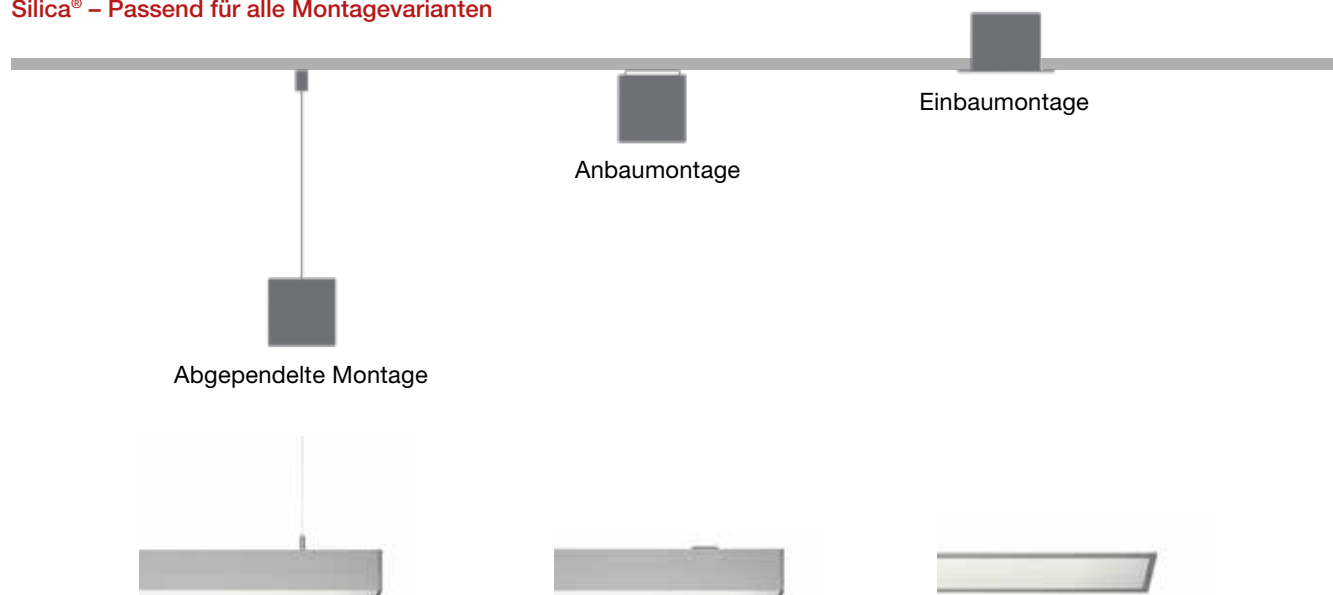 Silica® – Passend für alle Montagevarianten
Einbaumontage
Anbaumontage
Abgependelte Montage